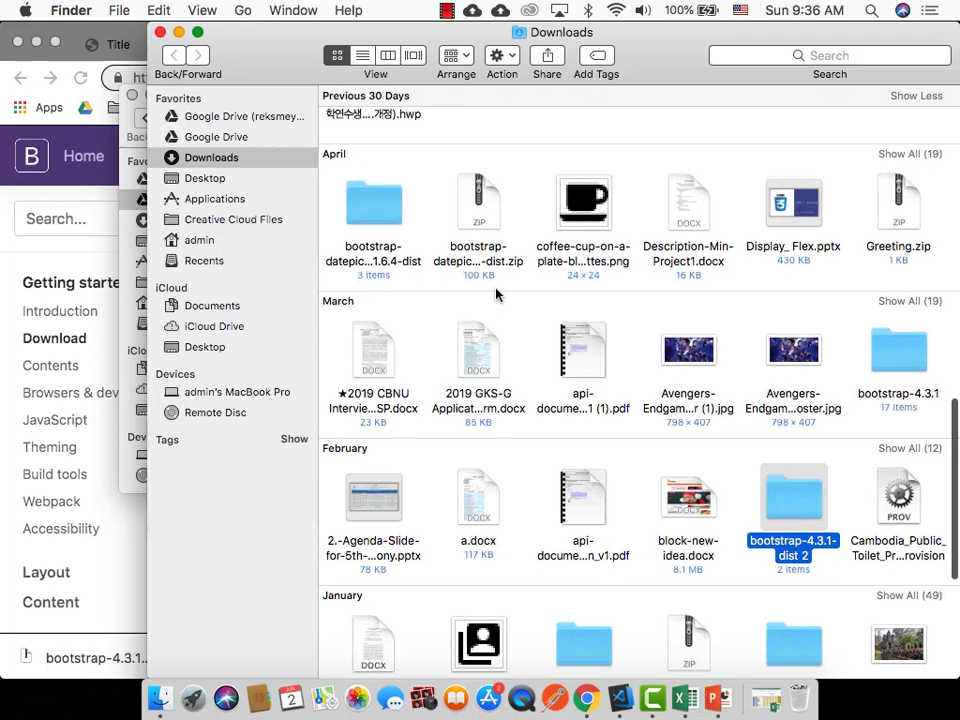 Finder File Edit View Go Window Help 100% Sun 9:36 AM
Title
Downloads
Back/Forward View Arrange Action Share Add Tags Search
Search
Apps
Home
Search...
Getting starte
Introduction
Download
Contents
Browsers & dev
JavaScript
Theming
Build tools
Webpack
Accessibility
Layout
Content
bootstrap-4.3.1...
Favorites
Google Drive (reksmey...
Google Drive
Downloads
Desktop
Applications
Creative Cloud Files
admin
Recents
iCloud
Documents
iCloud Drive
Desktop
Devices
admin's MacBook Pro
Remote Disc
Tags Show
Previous 30 Days Show Less
학연수생....개정).hwp
April Show All (19)
bootstrap-datepic...1.6.4-dist
3 items
bootstrap-datepic...-dist.zip
100 KB
coffee-cup-on-a-plate-bl...ttes.png
24 × 24
Description-Min-Project1.docx
16 KB
Display_ Flex.pptx
430 KB
Greeting.zip
1 KB
March Show All (19)
★2019 CBNU Intervie...SP.docx
23 KB
2019 GKS-G Applicat...rm.docx
85 KB
api-docume...1 (1).pdf
Avengers-Endgam...r (1).jpg
798 × 407
Avengers-Endgam...oster.jpg
798 × 407
bootstrap-4.3.1
17 items
February Show All (12)
2.-Agenda-Slide-for-5th-...ony.pptx
78 KB
a.docx
117 KB
api-docume...n_v1.pdf
block-new-idea.docx
8.1 MB
bootstrap-4.3.1-dist 2
2 items
Cambodia_Public_Toilet_Pr...rovision
January Show All (49)
DOCX
ZIP